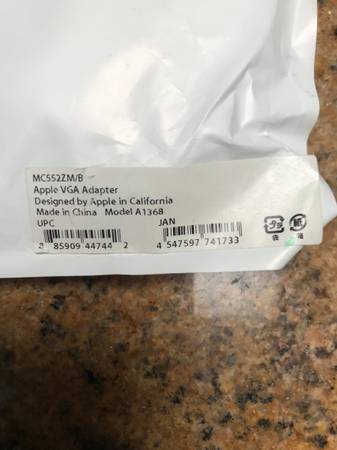 MC552ZM/B
Apple VGA Adapter
Designed by Apple in California
Made in China Model A1368
UPC JAN
8 85909 44744 2 4 547597 741733